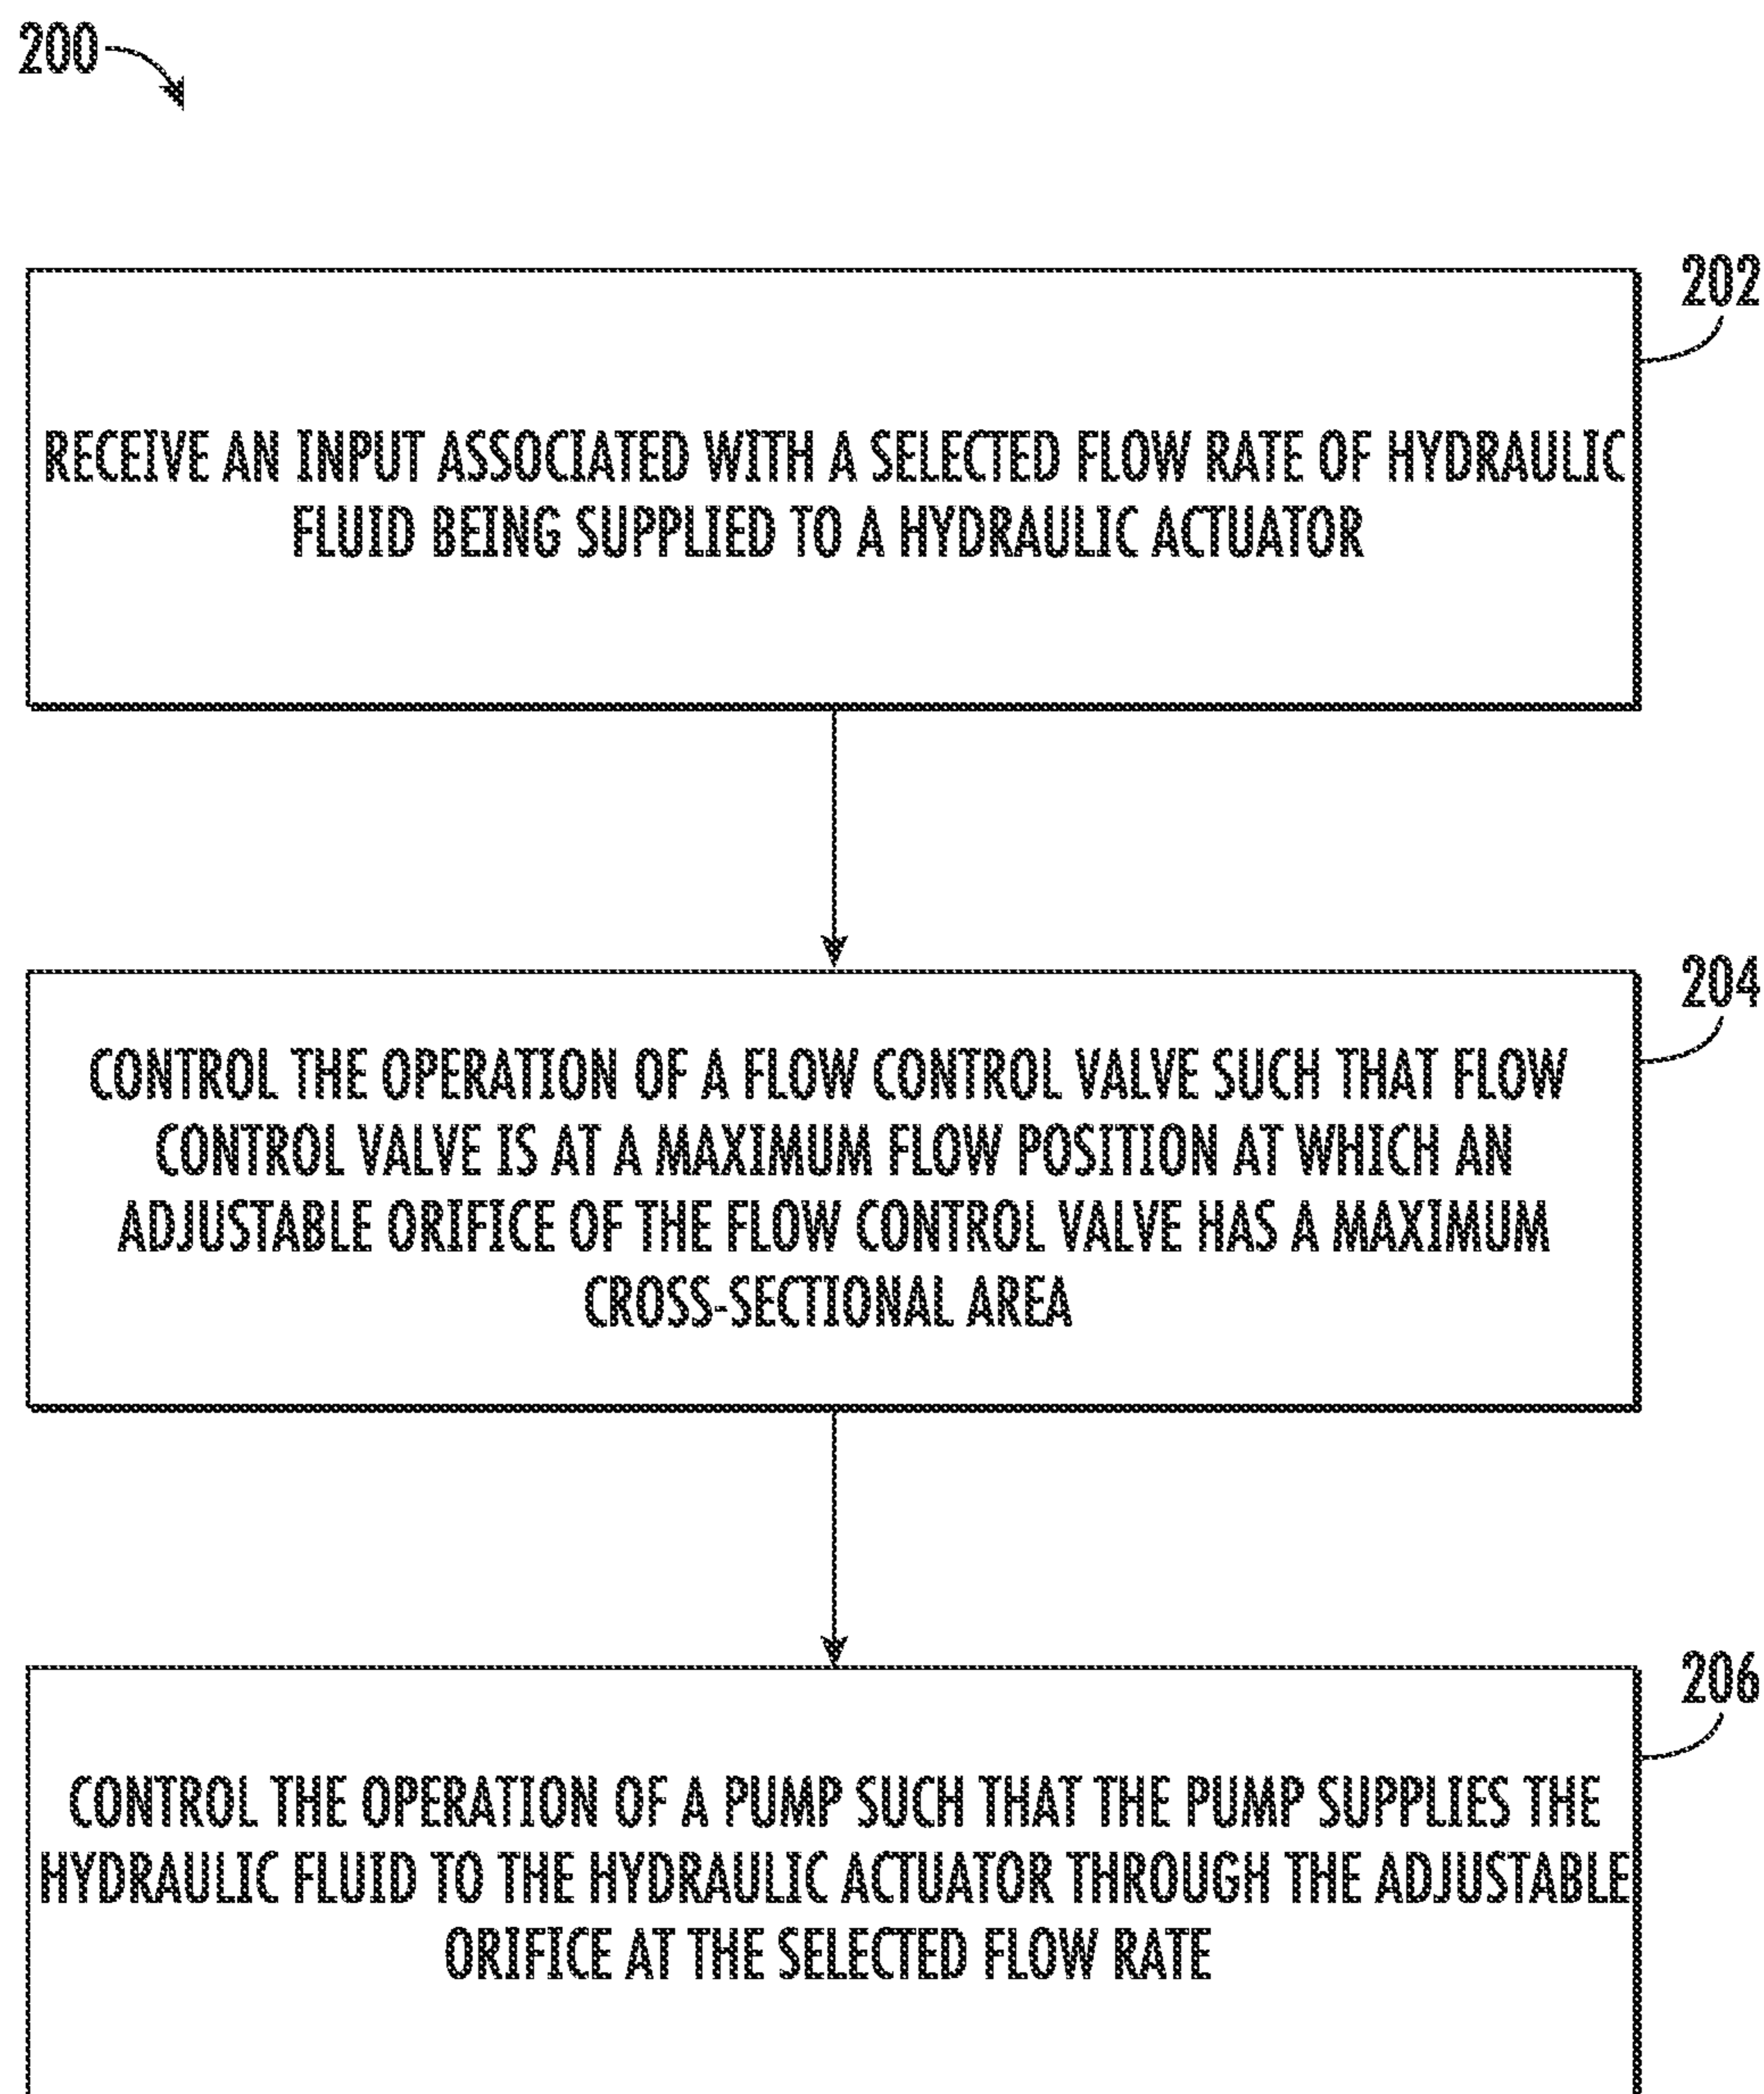 200
202
RECEIVE AN INPUT ASSOCIATED WITH A SELECTED FLOW RATE OF HYDRAULIC
FLUID BEING SUPPLIED TO A HYDRAULIC ACTUATOR
204
CONTROL THE OPERATION OF A FLOW CONTROL VALVE SUCH THAT FLOW
CONTROL VALVE IS AT A MAXIMUM FLOW POSITION AT WHICH AN
ADJUSTABLE ORIFICE OF THE FLOW CONTROL VALVE HAS A MAXIMUM
CROSS-SECTIONAL AREA
206
CONTROL THE OPERATION OF A PUMP SUCH THAT THE PUMP SUPPLIES THE
HYDRAULIC FLUID TO THE HYDRAULIC ACTUATOR THROUGH THE ADJUSTABLE
ORIFICE AT THE SELECTED FLOW RATE